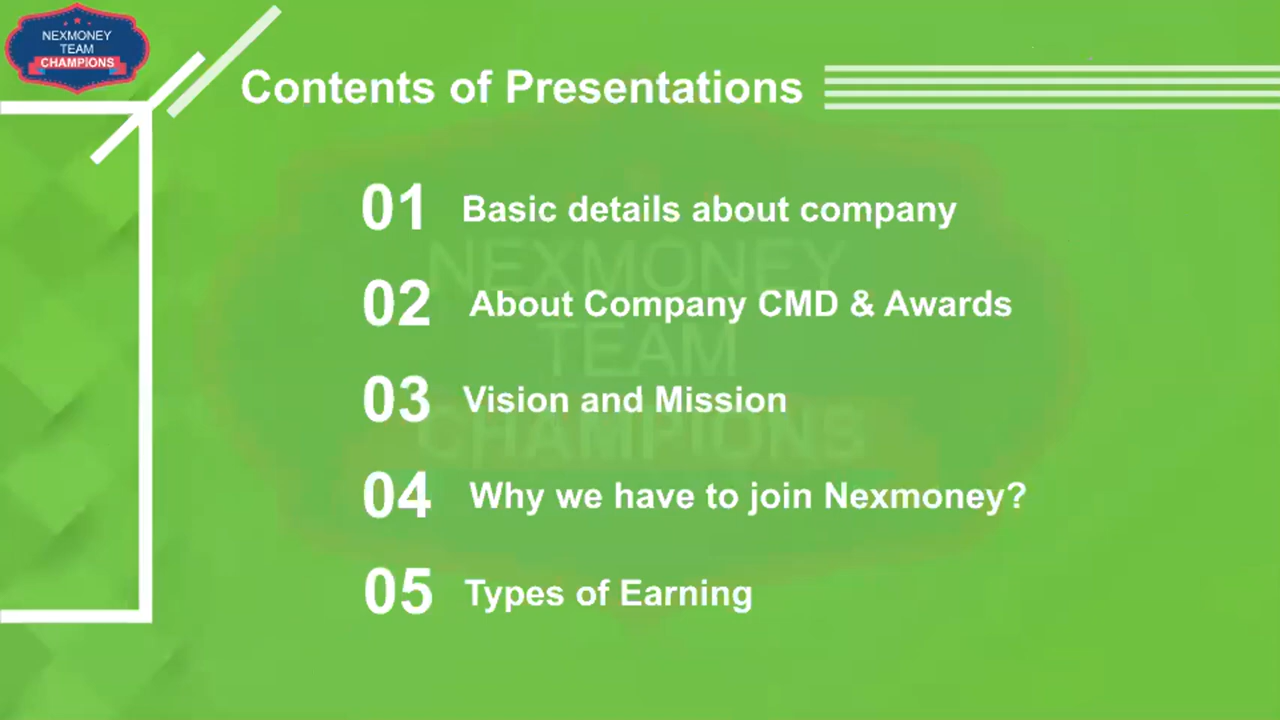 NEXMONEY
TEAM
CHAMPIONS
Contents of Presentations
01 Basic details about company
02 About Company CMD & Awards
03 Vision and Mission
04 Why we have to join Nexmoney?
05 Types of Earning
NEXMONEY
TEAM
CHAMPIONS